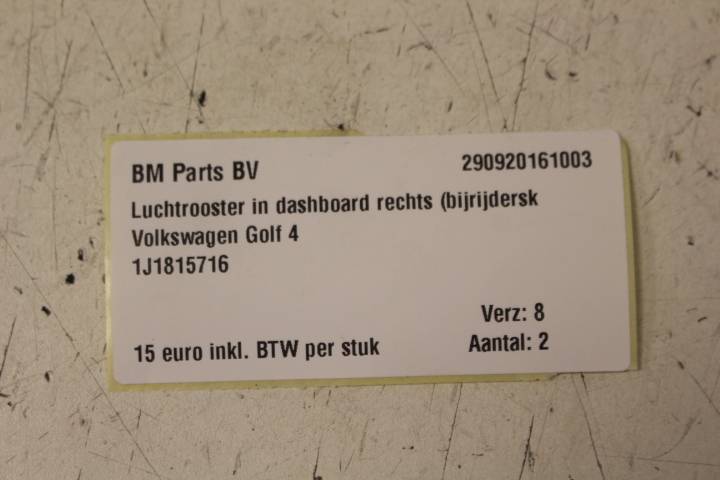 BM Parts BV 290920161003
Luchtrooster in dashboard rechts (bijrijdersk
Volkswagen Golf 4
1J1815716
Verz: 8
15 euro inkl. BTW per stuk Aantal: 2